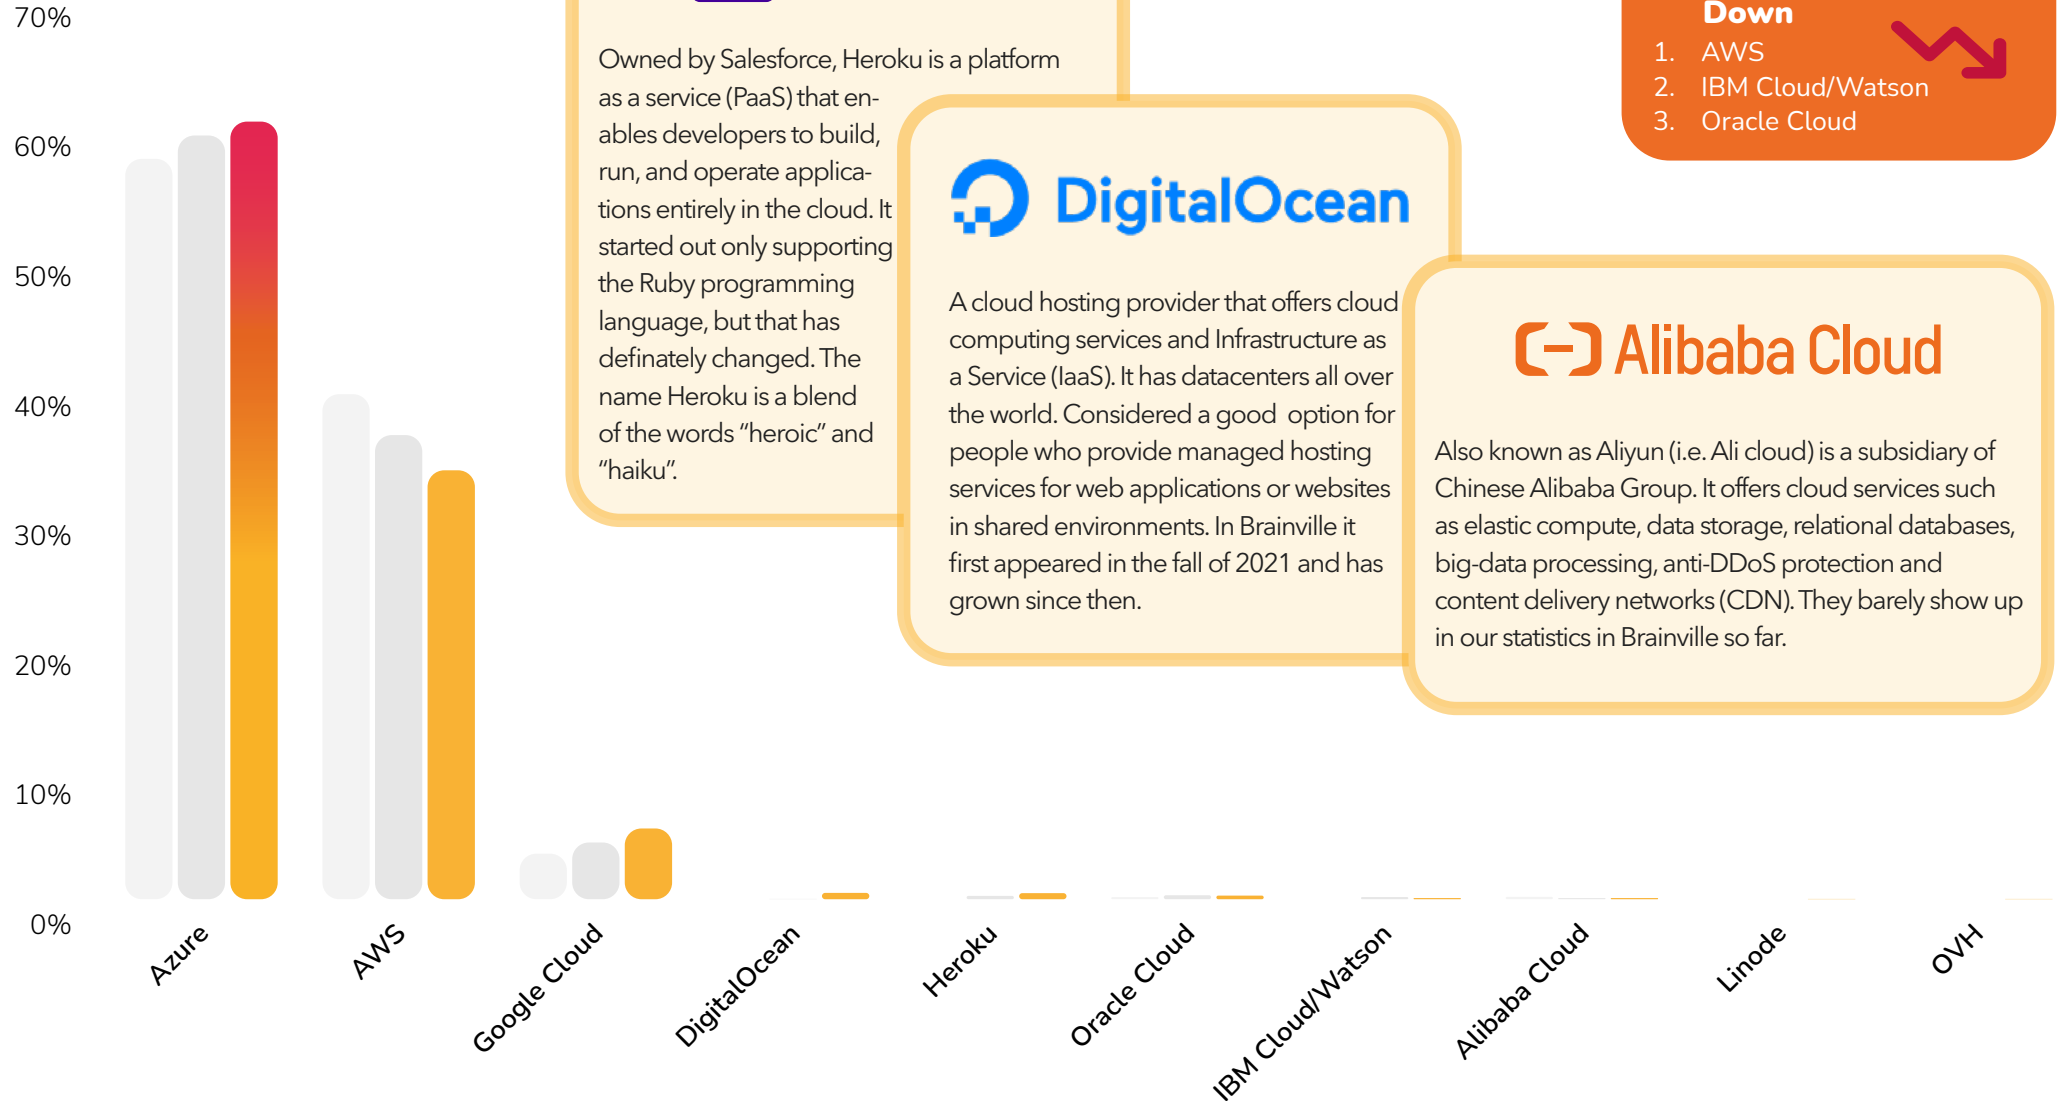 70%
60%
50%
40%
30%
20%
10%
0%
Owned by Salesforce, Heroku is a platform
as a service (PaaS) that en-
ables developers to build,
run, and operate applica-
tions entirely in the cloud. It
started out only supporting
the Ruby programming
language, but that has
definately changed. The
name Heroku is a blend
of the words “heroic” and
“haiku”.
DigitalOcean
A cloud hosting provider that offers cloud
computing services and Infrastructure as
a Service (IaaS). It has datacenters all over
the world. Considered a good option for
people who provide managed hosting
services for web applications or websites
in shared environments. In Brainville it
first appeared in the fall of 2021 and has
grown since then.
Down
1. AWS
2. IBM Cloud/Watson
3. Oracle Cloud
Alibaba Cloud
Also known as Aliyun (i.e. Ali cloud) is a subsidiary of
Chinese Alibaba Group. It offers cloud services such
as elastic compute, data storage, relational databases,
big-data processing, anti-DDoS protection and
content delivery networks (CDN). They barely show up
in our statistics in Brainville so far.
Azure
AWS
Google Cloud
DigitalOcean
Heroku
Oracle Cloud
IBM Cloud/Watson
Alibaba Cloud
Linode
OVH